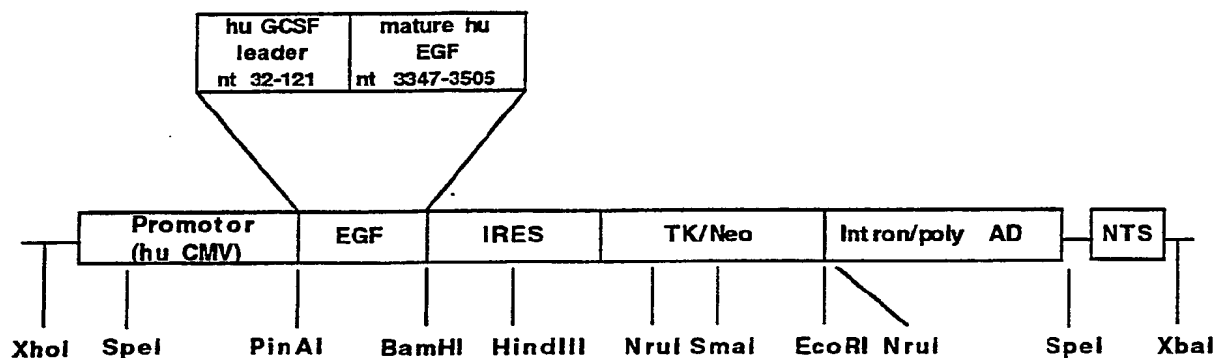 hu GCSF leader nt 32-121
mature hu EGF nt 3347-3505
Promotor (hu CMV)
EGF
IRES
TK/Neo
Intron/poly AD
NTS
XhoI SpeI PinAI BamHI HindIII NruI SmaI EcoRI NruI SpeI XbaI